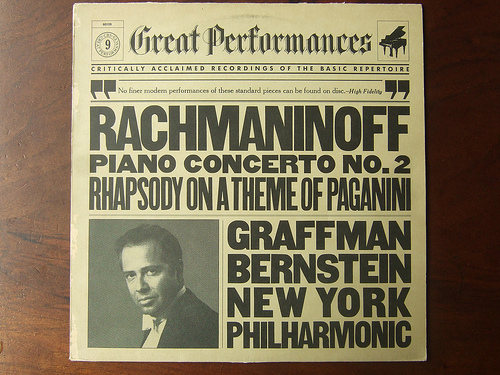 9
Great Performances
CRITICALLY ACCLAIMED RECORDINGS OF THE BASIC REPERTOIRE
" No finer modern performances of these standard pieces can be found on disc.–High Fidelity "
RACHMANINOFF
PIANO CONCERTO NO. 2
RHAPSODY ON A THEME OF PAGANINI
GRAFFMAN
BERNSTEIN
NEW YORK
PHILHARMONIC